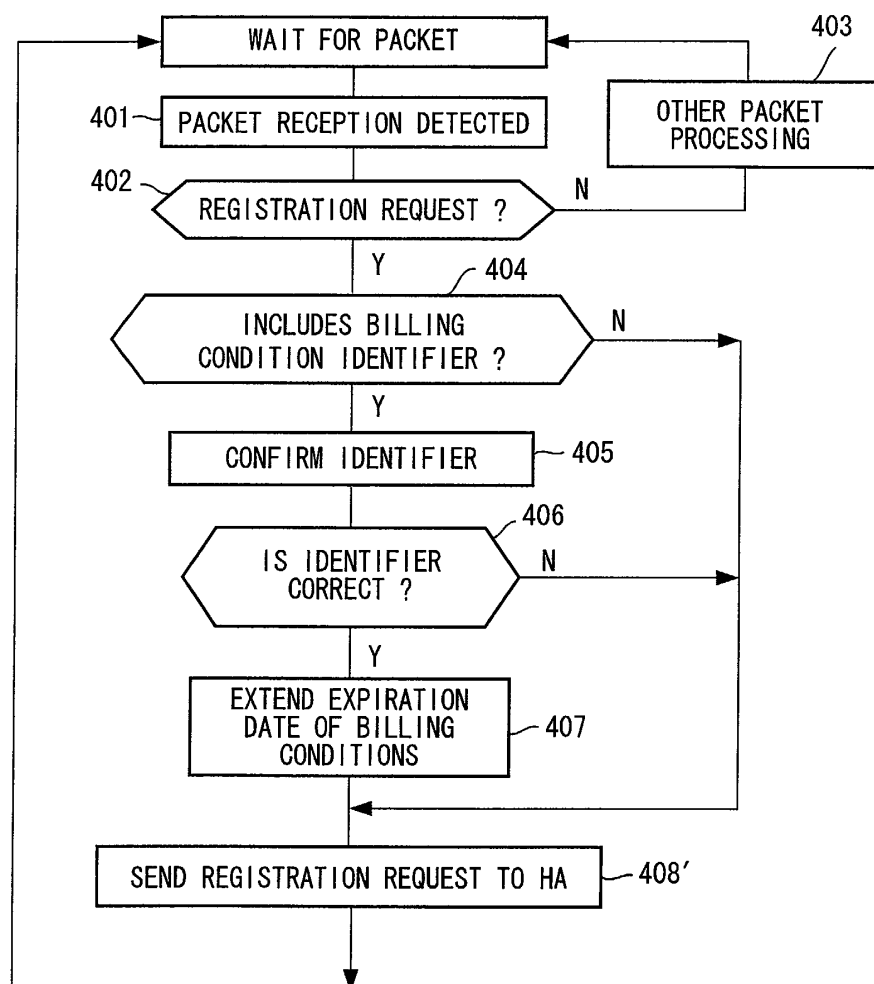 WAIT FOR PACKET
403
401
PACKET RECEPTION DETECTED
OTHER PACKET
PROCESSING
402
REGISTRATION REQUEST ?
N
Y
404
INCLUDES BILLING
CONDITION IDENTIFIER ?
N
Y
CONFIRM IDENTIFIER
405
406
IS IDENTIFIER
CORRECT ?
N
Y
EXTEND EXPIRATION
DATE OF BILLING
CONDITIONS
407
SEND REGISTRATION REQUEST TO HA
408'